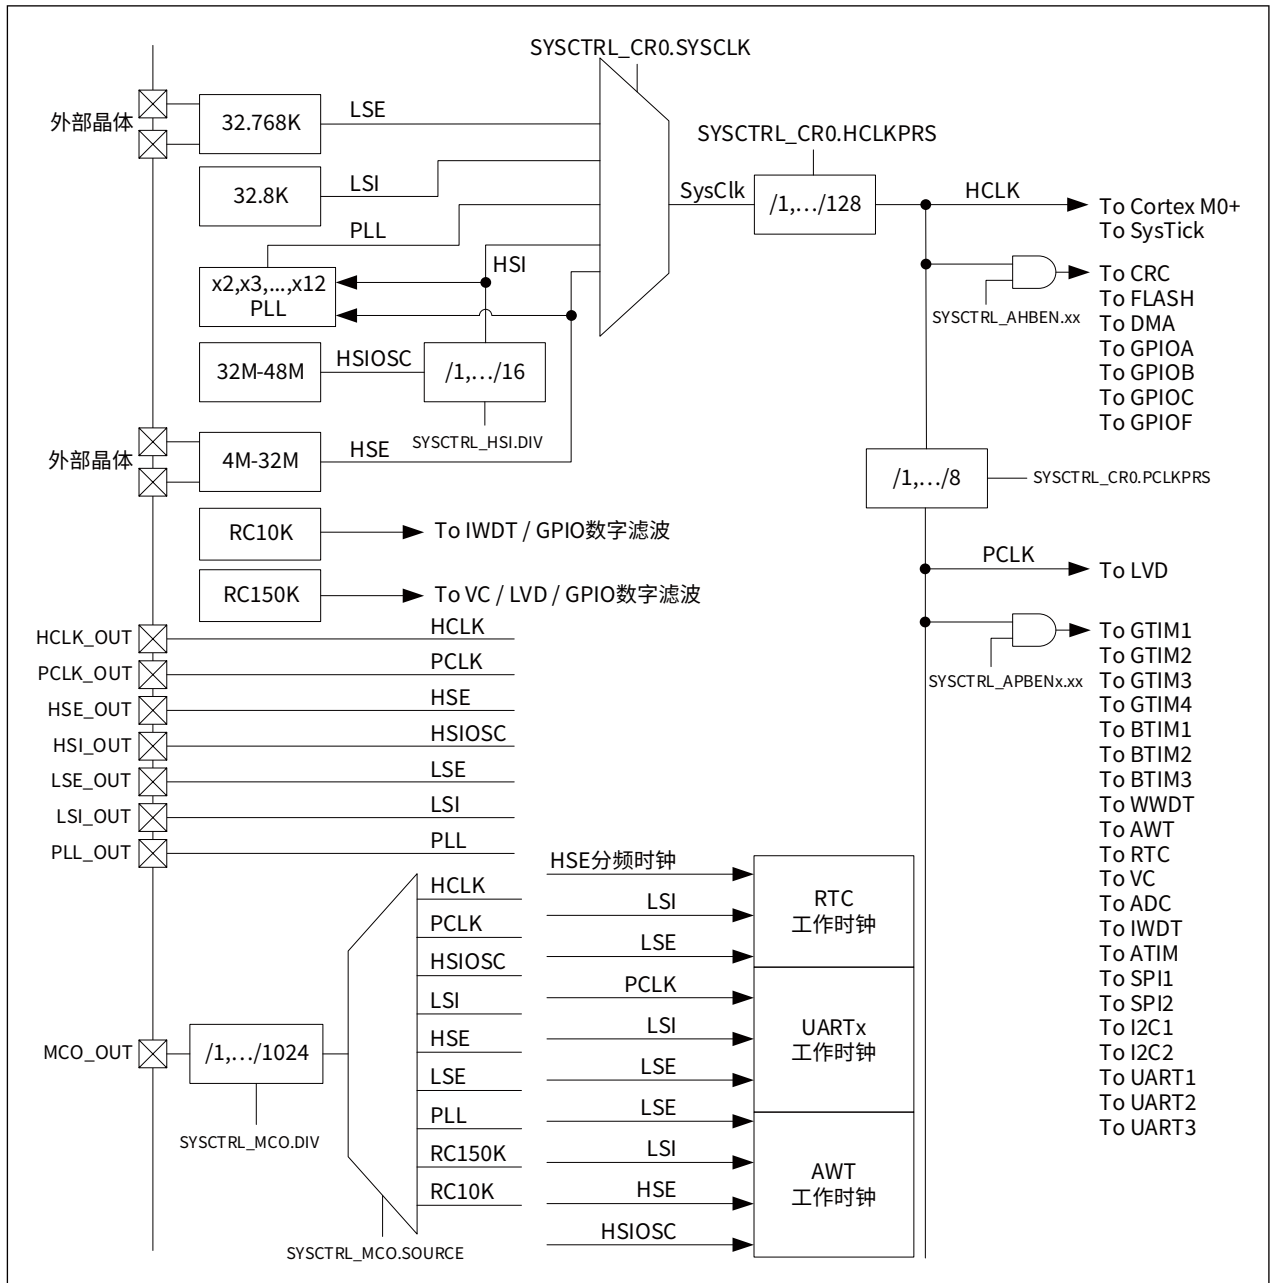 SYSCTRL_CR0.SYSCLK
外部晶体
32.768K
LSE
32.8K
LSI
PLL
x2,x3,...,x12
PLL
HSI
32M-48M
HSIOSC
/1,.../16
SYSCTRL_HSI.DIV
外部晶体
4M-32M
HSE
SYSCTRL_CR0.HCLKPRS
SysClk
/1,.../128
HCLK
To Cortex M0+
To SysTick
SYSCTRL_AHBEN.xx
To CRC
To FLASH
To DMA
To GPIOA
To GPIOB
To GPIOC
To GPIOF
/1,.../8
SYSCTRL_CR0.PCLKPRS
RC10K
To IWDT / GPIO数字滤波
RC150K
To VC / LVD / GPIO数字滤波
PCLK
To LVD
SYSCTRL_APBENx.xx
To GTIM1
To GTIM2
To GTIM3
To GTIM4
To BTIM1
To BTIM2
To BTIM3
To WWDT
To AWT
To RTC
To VC
To ADC
To IWDT
To ATIM
To SPI1
To SPI2
To I2C1
To I2C2
To UART1
To UART2
To UART3
HCLK_OUT
HCLK
PCLK_OUT
PCLK
HSE_OUT
HSE
HSI_OUT
HSIOSC
LSE_OUT
LSE
LSI_OUT
LSI
PLL_OUT
PLL
MCO_OUT
/1,.../1024
SYSCTRL_MCO.DIV
HCLK
PCLK
HSIOSC
LSI
HSE
LSE
PLL
RC150K
RC10K
SYSCTRL_MCO.SOURCE
HSE分频时钟
LSI
LSE
RTC
工作时钟
PCLK
LSI
LSE
UARTx
工作时钟
LSE
LSI
HSE
HSIOSC
AWT
工作时钟